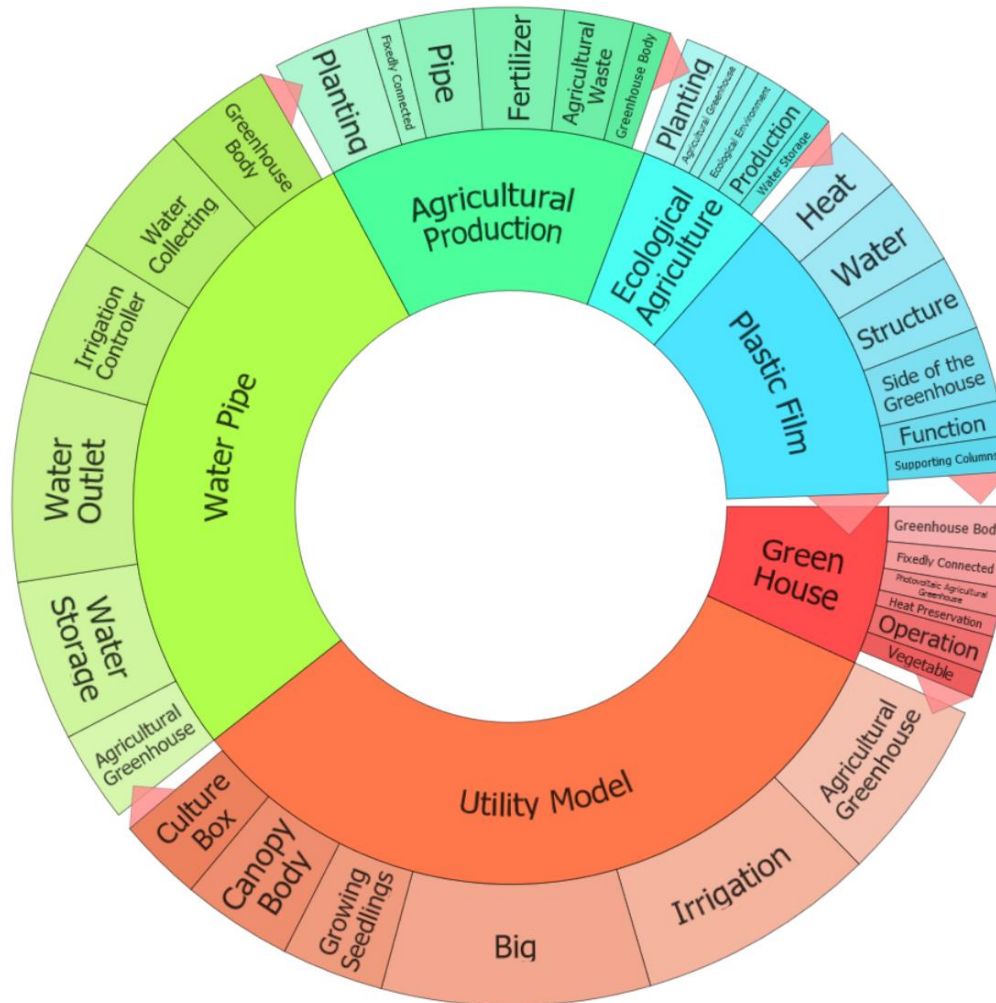 Planting
Fixedly Connected
Pipe
Fertilizer
Agricultural
Waste
Greenhouse Body
Agricultural
Production
Planting
Agricultural Greenhouse
Ecological Environment
Production
Water Storage
Ecological
Agriculture
Heat
Water
Structure
Side of the
Greenhouse
Function
Supporting Columns
Plastic Film
Greenhouse Bod
Fixedly Connected
Photovoltaic Agricultural
Greenhouse
Heat Preservation
Operation
Vegetable
Green
House
Agricultural
Greenhouse
Irrigation
Big
Growing
Seedlings
Canopy
Body
Culture
Box
Utility Model
Agricultural
Greenhouse
Water
Storage
Water
Outlet
Irrigation
Controller
Water
Collecting
Greenhouse
Body
Water Pipe